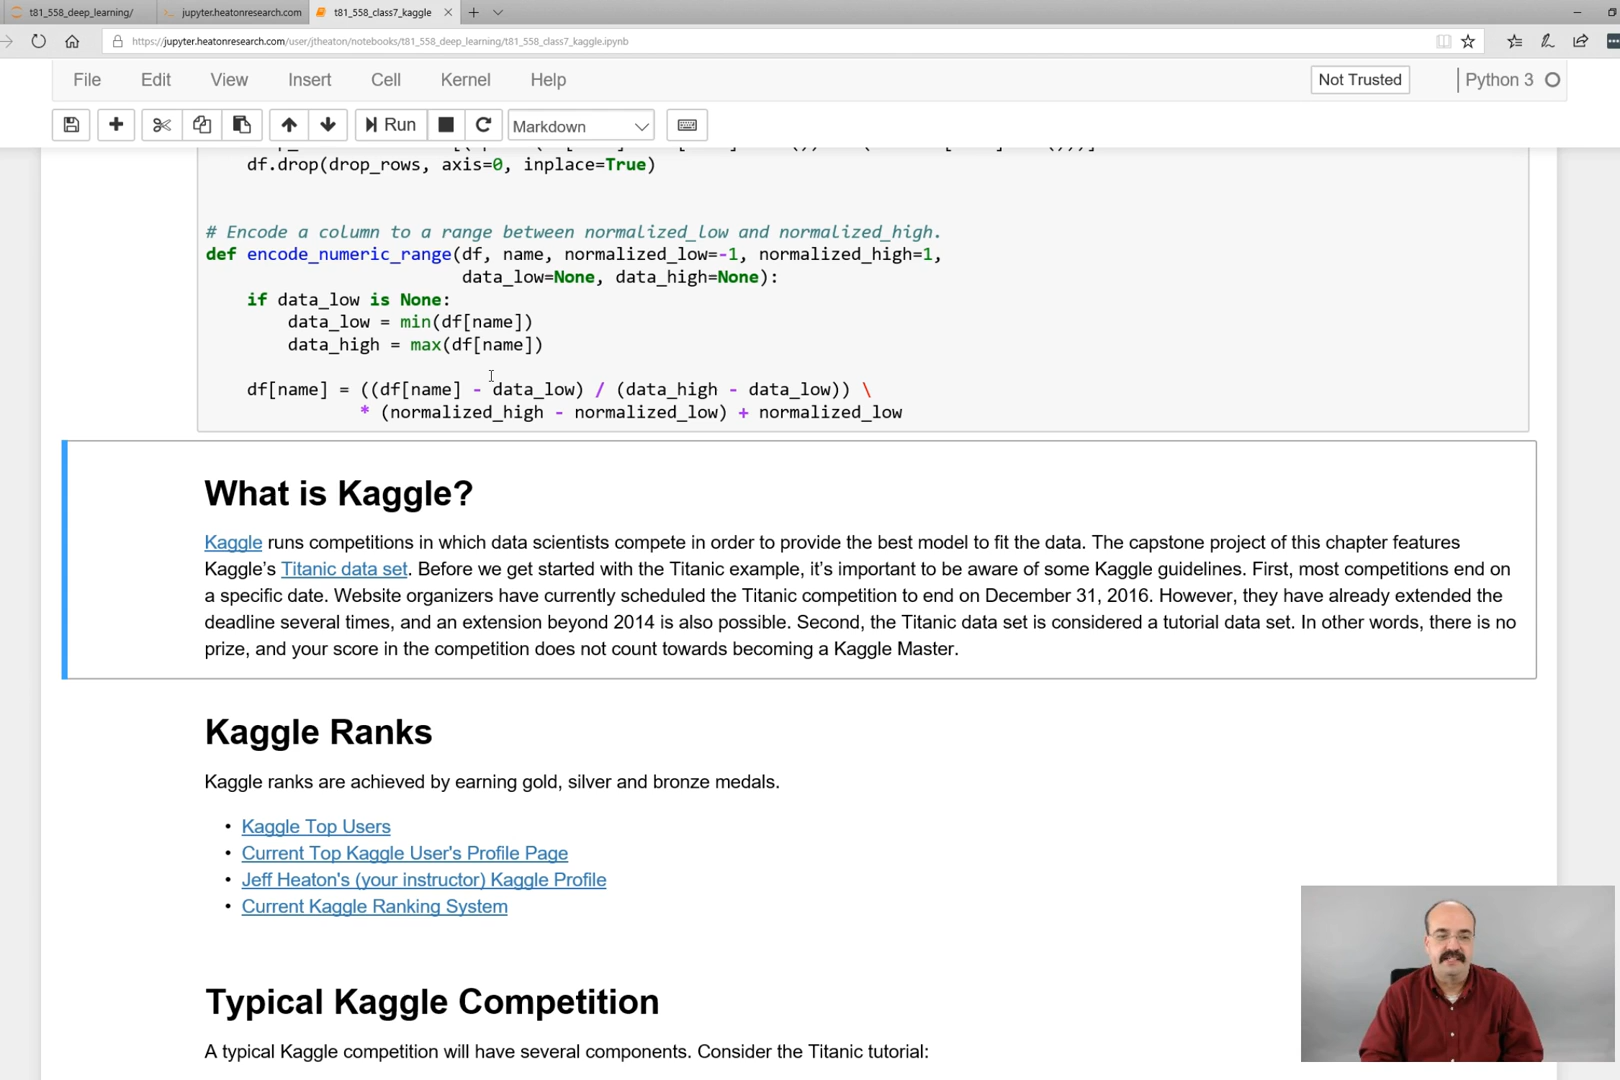 t81_558_deep_learning/
jupyter.heatonresearch.com
t81_558_class7_kaggle
https://jupyter.heatonresearch.com/user/jtheaton/notebooks/t81_558_deep_learning/t81_558_class7_kaggle.ipynb
File Edit View Insert Cell Kernel Help Not Trusted Python 3
Run Markdown
df.drop(drop_rows, axis=0, inplace=True)
# Encode a column to a range between normalized_low and normalized_high.
def encode_numeric_range(df, name, normalized_low=-1, normalized_high=1,
data_low=None, data_high=None):
if data_low is None:
data_low = min(df[name])
data_high = max(df[name])
df[name] = ((df[name] - data_low) / (data_high - data_low)) \
* (normalized_high - normalized_low) + normalized_low
What is Kaggle?
Kaggle runs competitions in which data scientists compete in order to provide the best model to fit the data. The capstone project of this chapter features
Kaggle’s Titanic data set. Before we get started with the Titanic example, it’s important to be aware of some Kaggle guidelines. First, most competitions end on
a specific date. Website organizers have currently scheduled the Titanic competition to end on December 31, 2016. However, they have already extended the
deadline several times, and an extension beyond 2014 is also possible. Second, the Titanic data set is considered a tutorial data set. In other words, there is no
prize, and your score in the competition does not count towards becoming a Kaggle Master.
Kaggle Ranks
Kaggle ranks are achieved by earning gold, silver and bronze medals.
• Kaggle Top Users
• Current Top Kaggle User's Profile Page
• Jeff Heaton's (your instructor) Kaggle Profile
• Current Kaggle Ranking System
Typical Kaggle Competition
A typical Kaggle competition will have several components. Consider the Titanic tutorial: